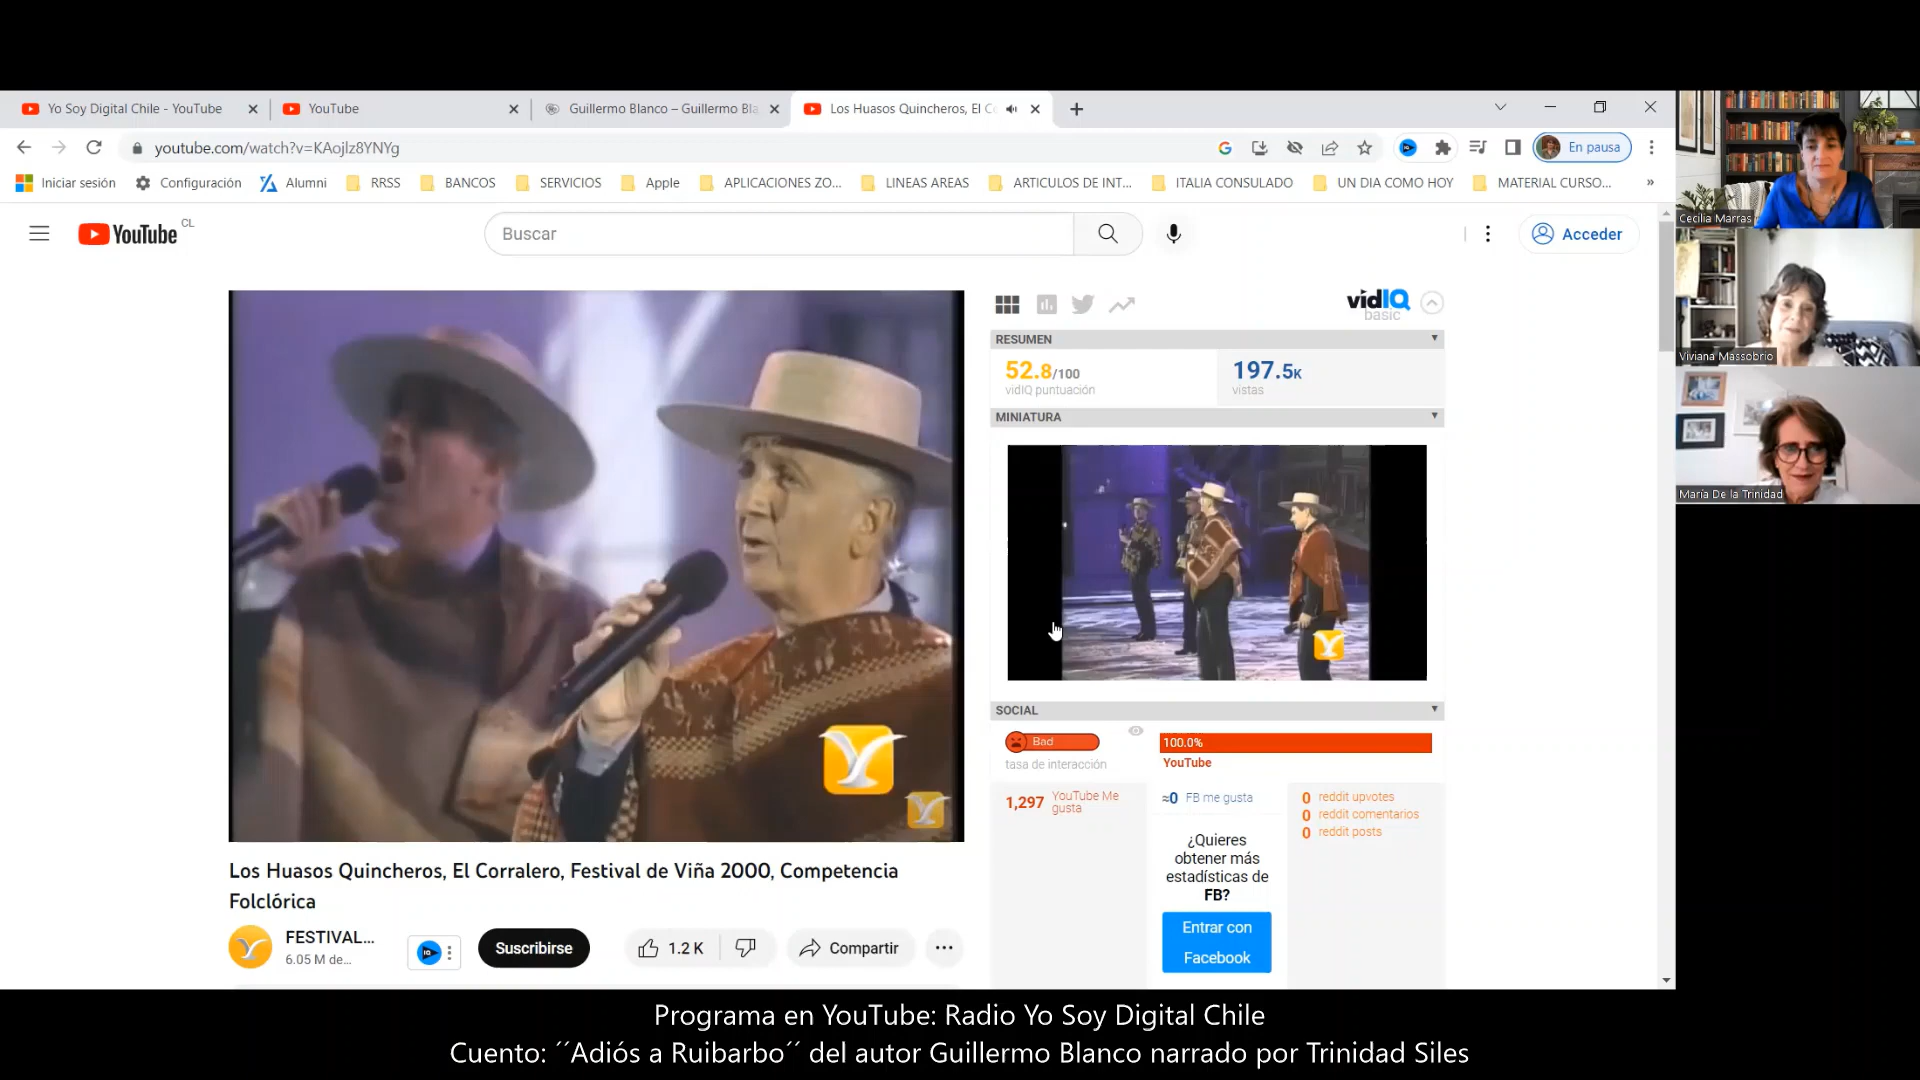 Yo Soy Digital Chile - YouTube
YouTube
Guillermo Blanco – Guillermo Bla
Los Huasos Quincheros, El C
youtube.com/watch?v=KAojlz8YNYg
En pausa
Iniciar sesión
Configuración
Alumni
RRSS
BANCOS
SERVICIOS
Apple
APLICACIONES ZO...
LINEAS AREAS
ARTICULOS DE INT...
ITALIA CONSULADO
UN DIA COMO HOY
MATERIAL CURSO...
»
YouTube CL
Buscar
Acceder
vidIQ
basic
RESUMEN
52.8/100
vidIQ puntuación
197.5K
vistas
MINIATURA
SOCIAL
Bad
tasa de interacción
100.0%
YouTube
1,297 YouTube Me
gusta
≈0 FB me gusta
¿Quieres
obtener más
estadísticas de
FB?
Entrar con
Facebook
0 reddit upvotes
0 reddit comentarios
0 reddit posts
Los Huasos Quincheros, El Corralero, Festival de Viña 2000, Competencia
Folclórica
FESTIVAL...
6.05 M de...
Suscribirse
1.2 K
Compartir
Cecilia Marras
Viviana Massobrio
María De la Trinidad
Programa en YouTube: Radio Yo Soy Digital Chile
Cuento: ´´Adiós a Ruibarbo´´ del autor Guillermo Blanco narrado por Trinidad Siles